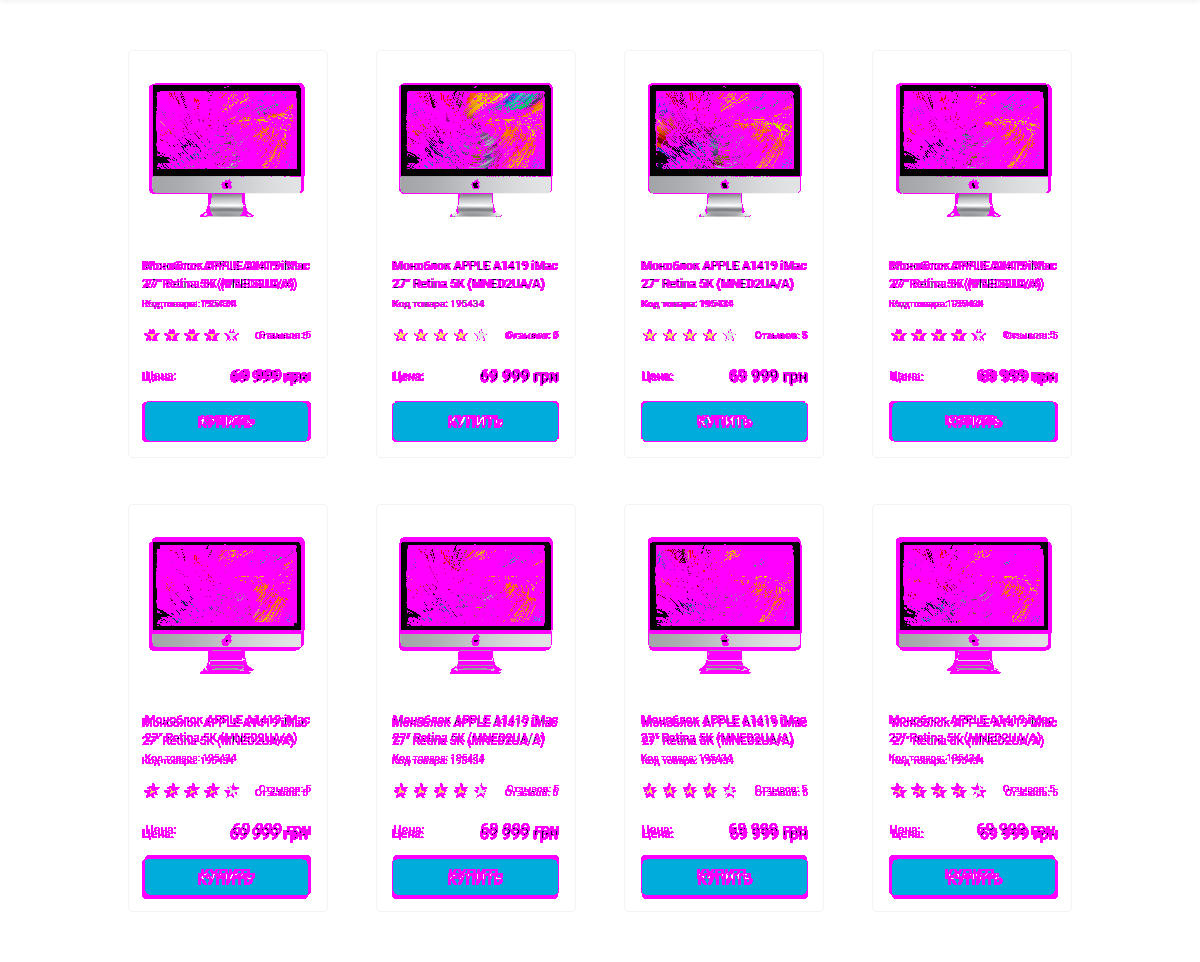 Моноблок APPLE A1419 iMac
27" Retina 5K (MNED2UA/A)
Код товара: 195434
Отзывов: 5
Цена:
69 999 грн
КУПИТЬ
Моноблок APPLE A1419 iMac
27" Retina 5K (MNED2UA/A)
Код товара: 195434
Отзывов: 5
Цена:
69 999 грн
КУПИТЬ
Моноблок APPLE A1419 iMac
27" Retina 5K (MNED2UA/A)
Код товара: 195434
Отзывов: 5
Цена:
69 999 грн
КУПИТЬ
Моноблок APPLE A1419 iMac
27" Retina 5K (MNED2UA/A)
Код товара: 195434
Отзывов: 5
Цена:
69 999 грн
КУПИТЬ
Моноблок APPLE A1419 iMac
27" Retina 5K (MNED2UA/A)
Код товара: 195434
Отзывов: 5
Цена:
69 999 грн
КУПИТЬ
Моноблок APPLE A1419 iMac
27" Retina 5K (MNED2UA/A)
Код товара: 195434
Отзывов: 5
Цена:
69 999 грн
КУПИТЬ
Моноблок APPLE A1419 iMac
27" Retina 5K (MNED2UA/A)
Код товара: 195434
Отзывов: 5
Цена:
69 999 грн
КУПИТЬ
Моноблок APPLE A1419 iMac
27" Retina 5K (MNED2UA/A)
Код товара: 195434
Отзывов: 5
Цена:
69 999 грн
КУПИТЬ